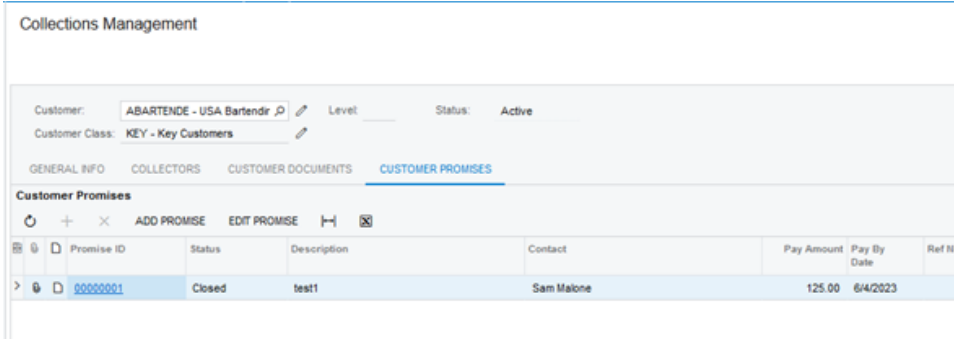 Collections Management
Customer: ABARTENDE - USA Bartendir Level: Status: Active
Customer Class: KEY - Key Customers
GENERAL INFO COLLECTORS CUSTOMER DOCUMENTS CUSTOMER PROMISES
Customer Promises
ADD PROMISE EDIT PROMISE
Promise ID Status Description Contact Pay Amount Pay By Date Ref N
00000001 Closed test1 Sam Malone 125.00 6/4/2023